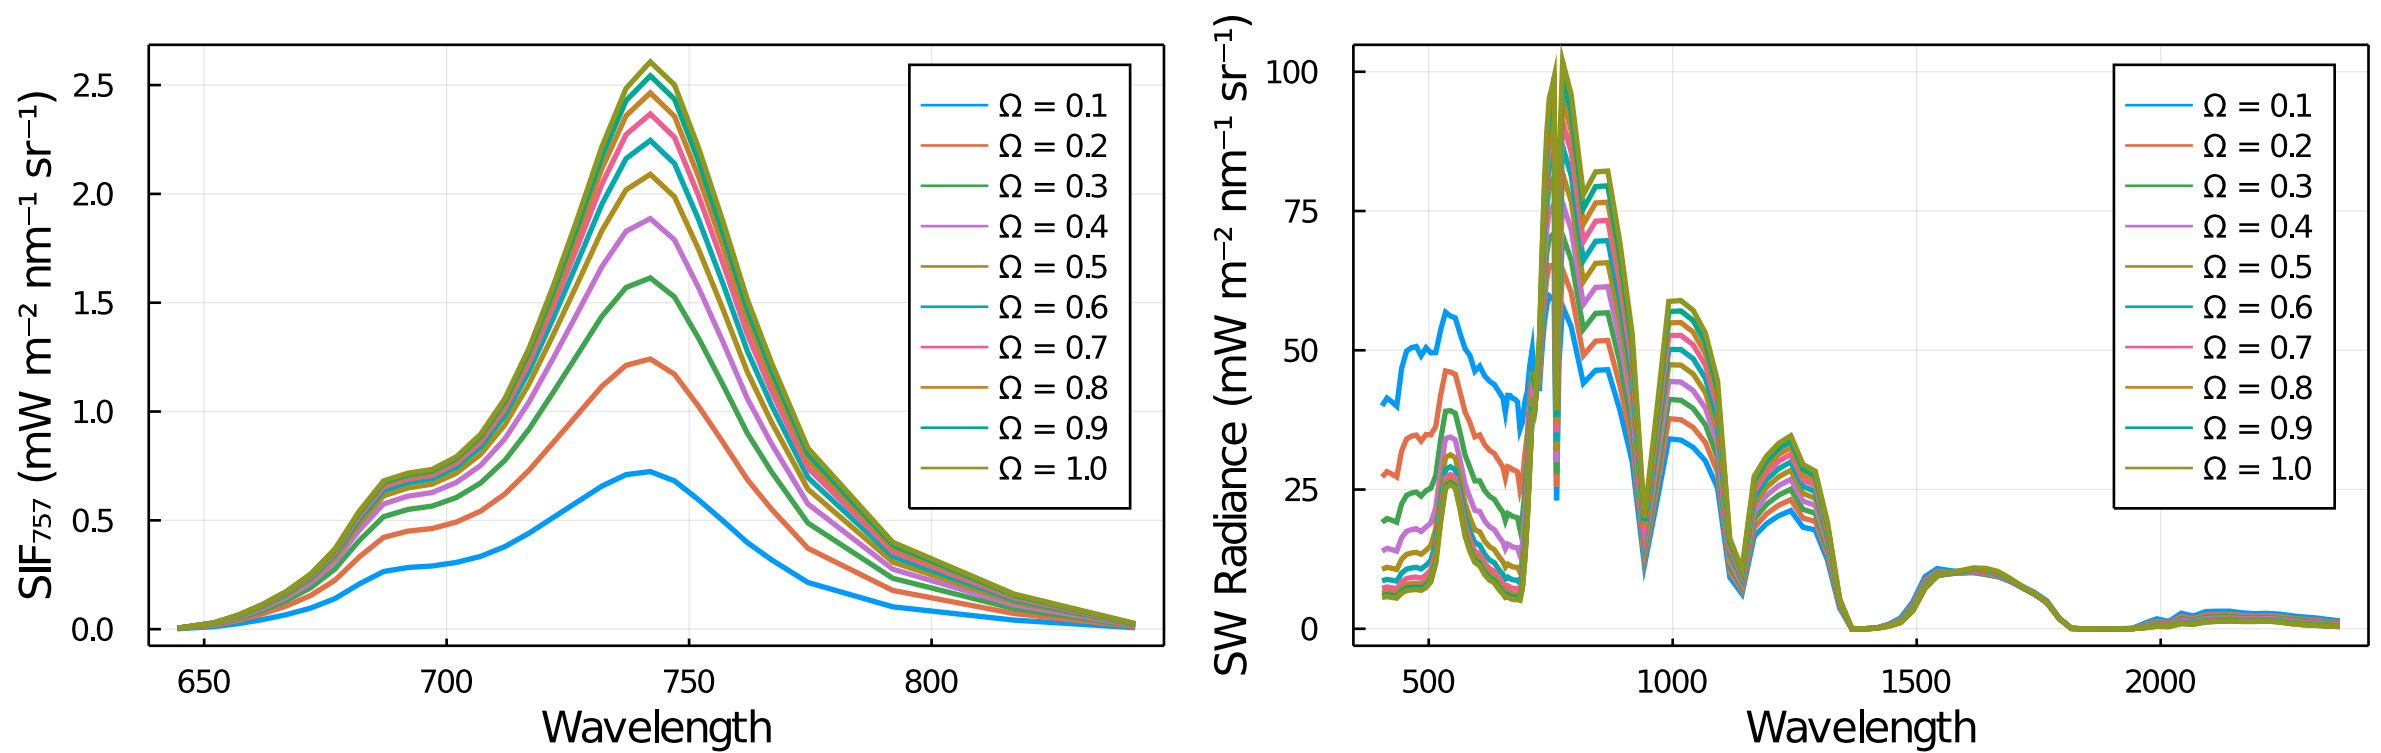 SIF₇₅₇ (mW m⁻² nm⁻¹ sr⁻¹)
2.5
2.0
1.5
1.0
0.5
0.0
650 700 750 800
Wavelength
Ω = 0.1
Ω = 0.2
Ω = 0.3
Ω = 0.4
Ω = 0.5
Ω = 0.6
Ω = 0.7
Ω = 0.8
Ω = 0.9
Ω = 1.0
SW Radiance (mW m⁻² nm⁻¹ sr⁻¹)
100
75
50
25
0
500 1000 1500 2000
Wavelength
Ω = 0.1
Ω = 0.2
Ω = 0.3
Ω = 0.4
Ω = 0.5
Ω = 0.6
Ω = 0.7
Ω = 0.8
Ω = 0.9
Ω = 1.0